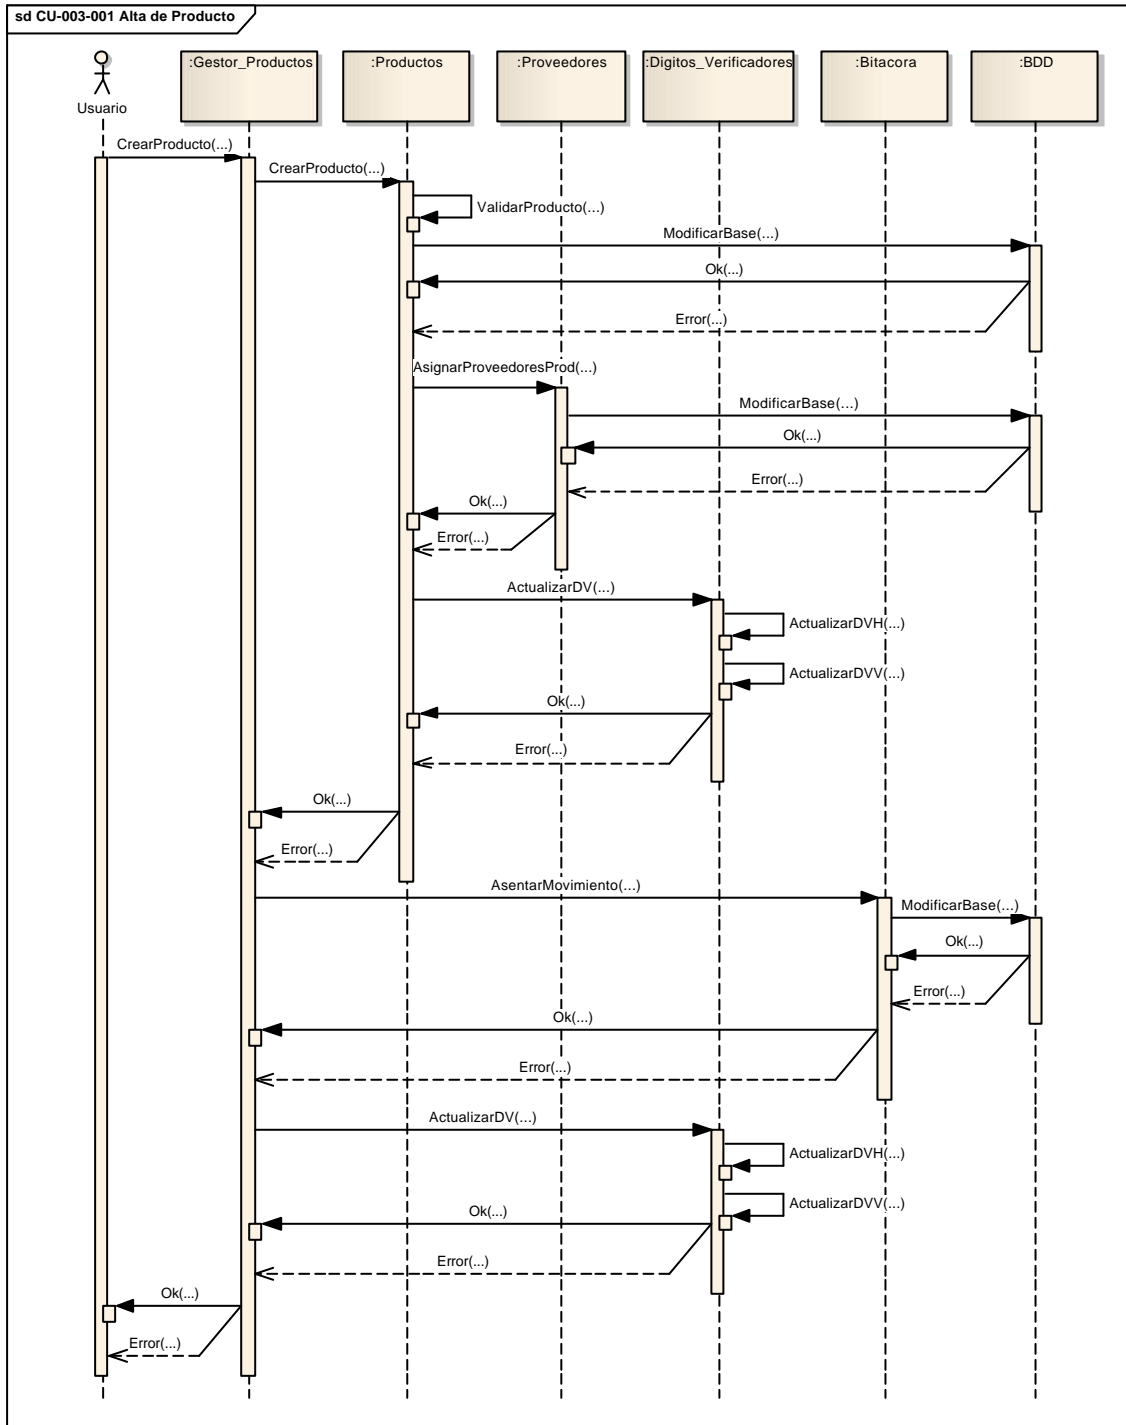 sd CU-003-001 Alta de Producto
Usuario
:Gestor_Productos
:Productos
:Proveedores
:Digitos_Verificadores
:Bitacora
:BDD
CrearProducto(...)
CrearProducto(...)
ValidarProducto(...)
ModificarBase(...)
Ok(...)
Error(...)
AsignarProveedoresProd(...)
ModificarBase(...)
Ok(...)
Error(...)
Ok(...)
Error(...)
ActualizarDV(...)
ActualizarDVH(...)
ActualizarDVV(...)
Ok(...)
Error(...)
Ok(...)
Error(...)
AsentarMovimiento(...)
ModificarBase(...)
Ok(...)
Error(...)
Ok(...)
Error(...)
ActualizarDV(...)
ActualizarDVH(...)
ActualizarDVV(...)
Ok(...)
Error(...)
Ok(...)
Error(...)